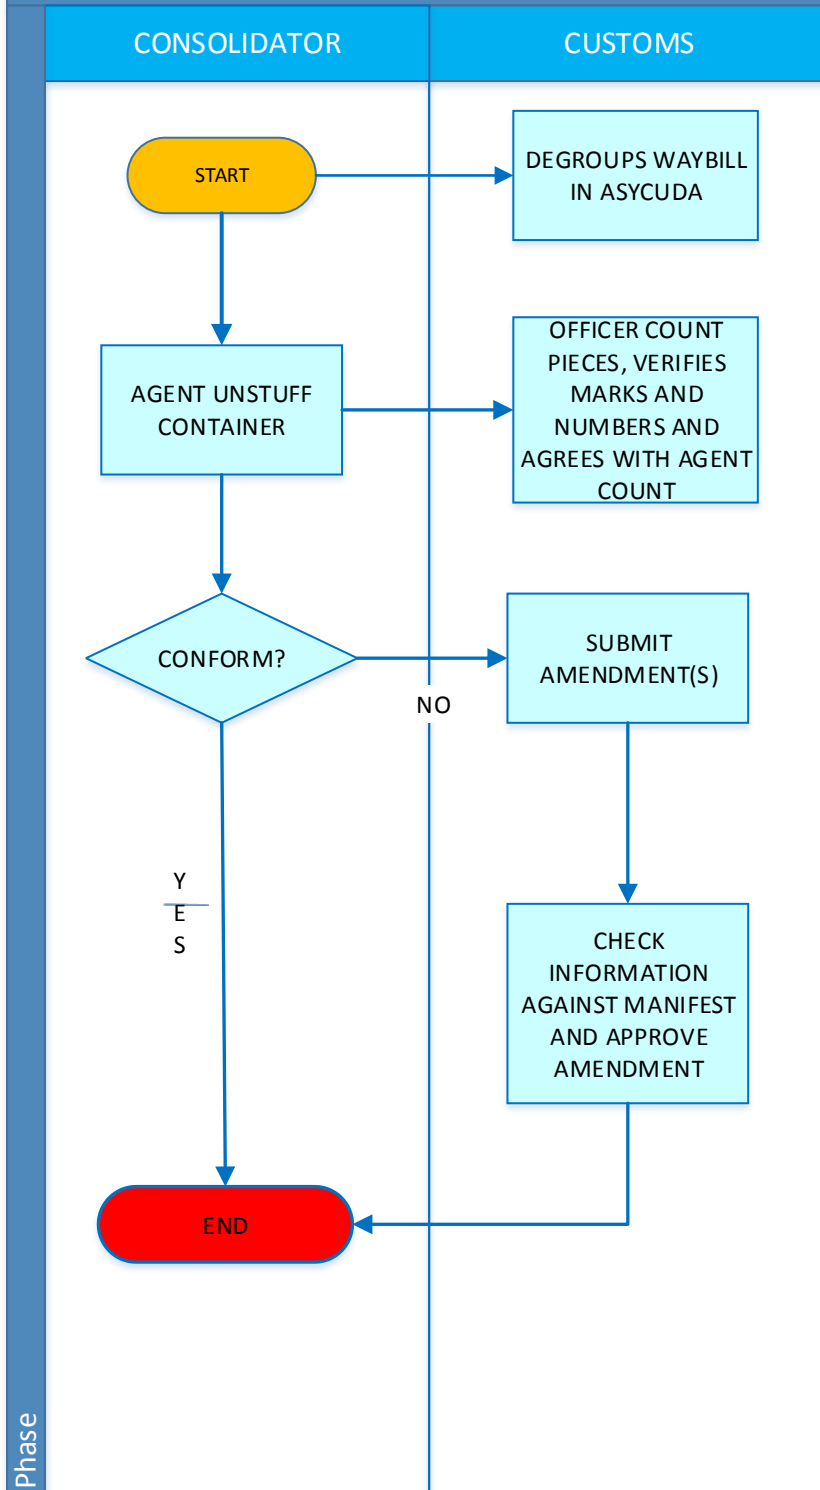 CONSOLIDATOR
CUSTOMS
START
DEGROUPS WAYBILL
IN ASYCUDA
AGENT UNSTUFF
CONTAINER
OFFICER COUNT
PIECES, VERIFIES
MARKS AND
NUMBERS AND
AGREES WITH AGENT
COUNT
CONFORM?
NO
SUBMIT
AMENDMENT(S)
Y
E
S
CHECK
INFORMATION
AGAINST MANIFEST
AND APPROVE
AMENDMENT
END
Phase